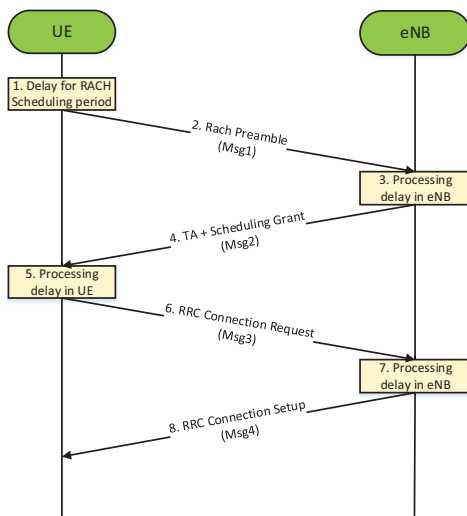 UE
eNB
1. Delay for RACH
Scheduling period
2. Rach Preamble
(Msg1)
3. Processing
delay in eNB
4. TA + Scheduling Grant
(Msg2)
5. Processing
delay in UE
6. RRC Connection Request
(Msg3)
7. Processing
delay in eNB
8. RRC Connection Setup
(Msg4)